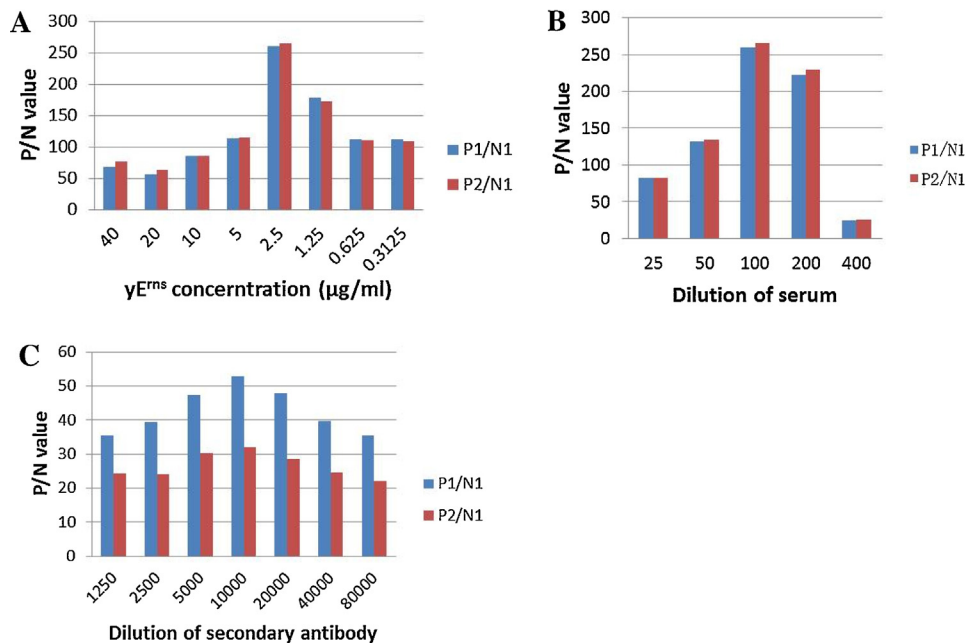 A
P/N value
300
250
200
150
100
50
0
40
20
10
5
2.5
1.25
0.625
0.3125
yErns concerntration (μg/ml)
P1/N1
P2/N1
B
P/N value
300
250
200
150
100
50
0
25
50
100
200
400
Dilution of serum
P1/N1
P2/N1
C
P/N value
60
50
40
30
20
10
0
1250
2500
5000
10000
20000
40000
80000
Dilution of secondary antibody
P1/N1
P2/N1